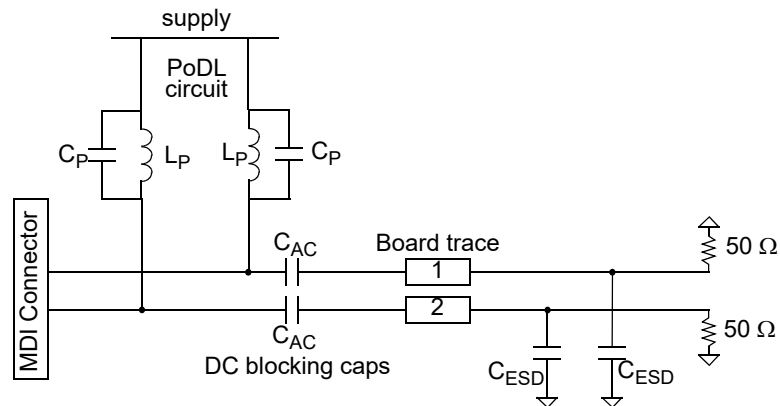 supply
PoDL
circuit
C_P
L_P
L_P
C_P
MDI Connector
C_AC
Board trace
1
50 Ω
2
C_AC
DC blocking caps
50 Ω
C_ESD
C_ESD